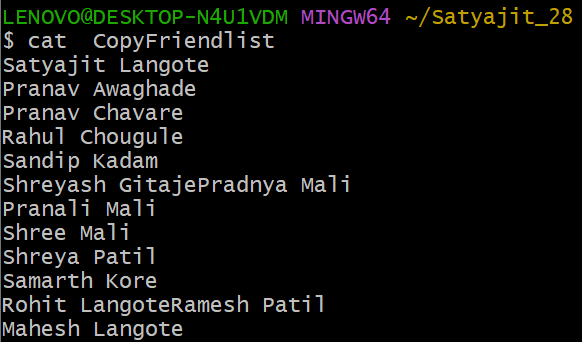 LENOVO@DESKTOP-N4U1VDM MINGW64 ~/Satyajit_28
$ cat  CopyFriendlist
Satyajit Langote
Pranav Awaghade
Pranav Chavare
Rahul Chougule
Sandip Kadam
Shreyash GitajePradnya Mali
Pranali Mali
Shree Mali
Shreya Patil
Samarth Kore
Rohit LangoteRamesh Patil
Mahesh Langote